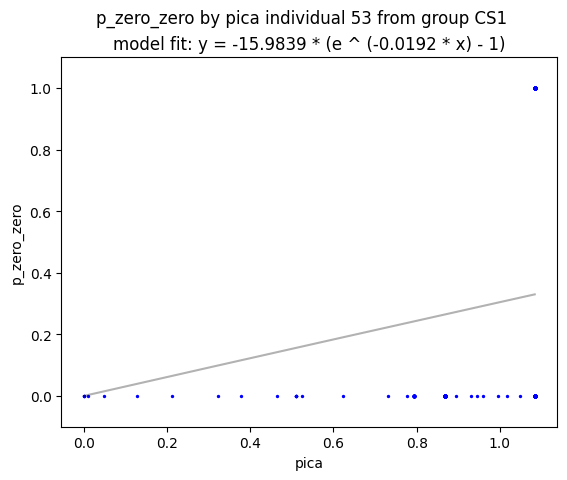 p_zero_zero by pica individual 53 from group CS1
model fit: y = -15.9839 * (e ^ (-0.0192 * x) - 1)
1.0
0.8
0.6
0.4
0.2
0.0
p_zero_zero
0.0 0.2 0.4 0.6 0.8 1.0
pica